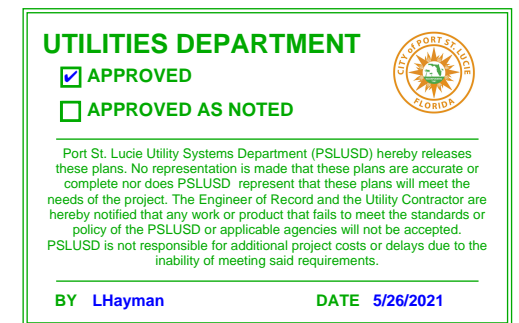 UTILITIES DEPARTMENT
CITY of PORT ST. LUCIE
FLORIDA
✔ APPROVED
☐ APPROVED AS NOTED
Port St. Lucie Utility Systems Department (PSLUSD) hereby releases
these plans. No representation is made that these plans are accurate or
complete nor does PSLUSD represent that these plans will meet the
needs of the project. The Engineer of Record and the Utility Contractor are
hereby notified that any work or product that fails to meet the standards or
policy of the PSLUSD or applicable agencies will not be accepted.
PSLUSD is not responsible for additional project costs or delays due to the
inability of meeting said requirements.
BY LHayman DATE 5/26/2021